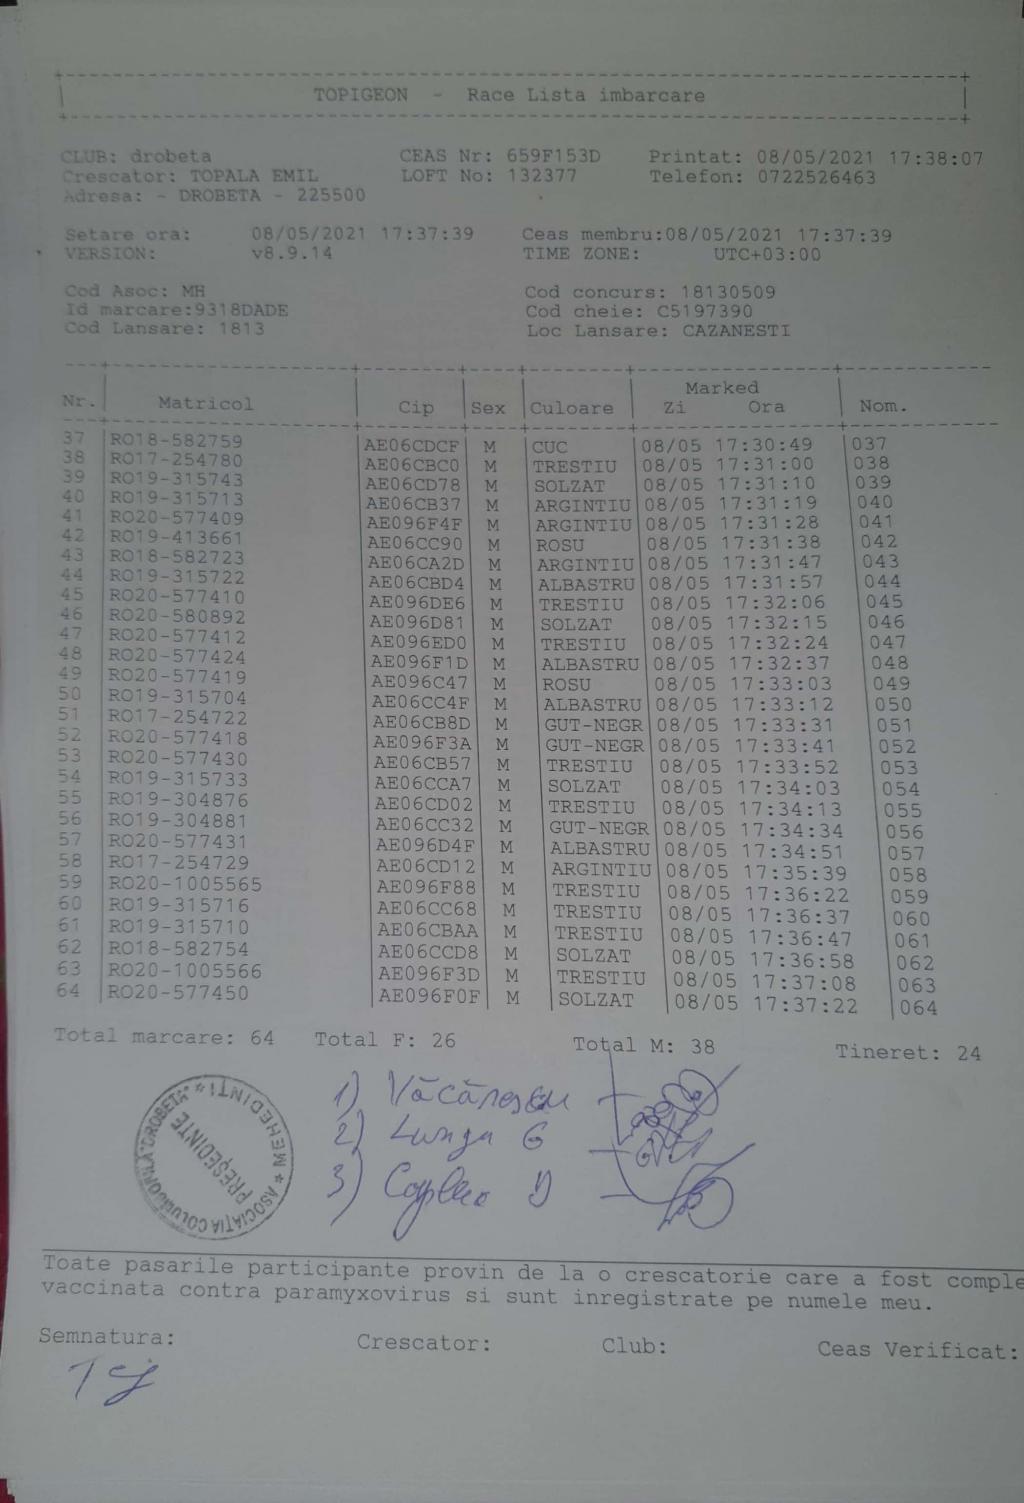 TOPIGEON - Race Lista imbarcare
CLUB: drobeta CEAS Nr: 659F153D Printat: 08/05/2021 17:38:07
Crescator: TOPALA EMIL LOFT No: 132377 Telefon: 0722526463
Adresa: - DROBETA - 225500
Setare ora: 08/05/2021 17:37:39 Ceas membru:08/05/2021 17:37:39
VERSION: v8.9.14 TIME ZONE: UTC+03:00
Cod Asoc: MH Cod concurs: 18130509
Id marcare:9318DADE Cod cheie: C5197390
Cod Lansare: 1813 Loc Lansare: CAZANESTI
Marked
Nr. Matricol Cip Sex Culoare Zi Ora Nom.
37 RO18-582759 AE06CDCF M CUC 08/05 17:30:49 037
38 RO17-254780 AE06CBC0 M TRESTIU 08/05 17:31:00 038
39 RO19-315743 AE06CD78 M SOLZAT 08/05 17:31:10 039
40 RO19-315713 AE06CB37 M ARGINTIU 08/05 17:31:19 040
41 RO20-577409 AE096F4F M ARGINTIU 08/05 17:31:28 041
42 RO19-413661 AE06CC90 M ROSU 08/05 17:31:38 042
43 RO18-582723 AE06CA2D M ARGINTIU 08/05 17:31:47 043
44 RO19-315722 AE06CBD4 M ALBASTRU 08/05 17:31:57 044
45 RO20-577410 AE096DE6 M TRESTIU 08/05 17:32:06 045
46 RO20-580892 AE096D81 M SOLZAT 08/05 17:32:15 046
47 RO20-577412 AE096ED0 M TRESTIU 08/05 17:32:24 047
48 RO20-577424 AE096F1D M ALBASTRU 08/05 17:32:37 048
49 RO20-577419 AE096C47 M ROSU 08/05 17:33:03 049
50 RO19-315704 AE06CC4F M ALBASTRU 08/05 17:33:12 050
51 RO17-254722 AE06CB8D M GUT-NEGR 08/05 17:33:31 051
52 RO20-577418 AE096F3A M GUT-NEGR 08/05 17:33:41 052
53 RO20-577430 AE06CB57 M TRESTIU 08/05 17:33:52 053
54 RO19-315733 AE06CCA7 M SOLZAT 08/05 17:34:03 054
55 RO19-304876 AE06CD02 M TRESTIU 08/05 17:34:13 055
56 RO19-304881 AE06CC32 M GUT-NEGR 08/05 17:34:34 056
57 RO20-577431 AE096D4F M ALBASTRU 08/05 17:34:51 057
58 RO17-254729 AE06CD12 M ARGINTIU 08/05 17:35:39 058
59 RO20-1005565 AE096F88 M TRESTIU 08/05 17:36:22 059
60 RO19-315716 AE06CC68 M TRESTIU 08/05 17:36:37 060
61 RO19-315710 AE06CBAA M TRESTIU 08/05 17:36:47 061
62 RO18-582754 AE06CCD8 M SOLZAT 08/05 17:36:58 062
63 RO20-1005566 AE096F3D M TRESTIU 08/05 17:37:08 063
64 RO20-577450 AE096F0F M SOLZAT 08/05 17:37:22 064
Total marcare: 64 Total F: 26 Total M: 38 Tineret: 24
1) Văcărescu
2) Lungu G
3) D
PREȘEDINTE
Toate pasarile participante provin de la o crescatorie care a fost comple
vaccinata contra paramyxovirus si sunt inregistrate pe numele meu.
Semnatura: Crescator: Club: Ceas Verificat: